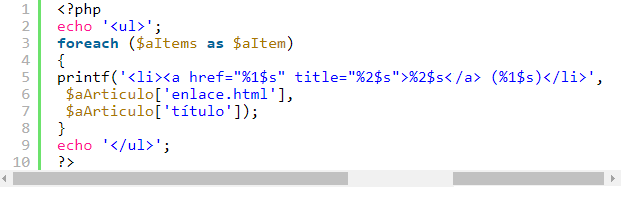 1 <?php
2 echo '<ul>';
3 foreach ($aItems as $aItem)
4 {
5 printf('<li><a href="%1$s" title="%2$s">%2$s</a> (%1$s)</li>',
6 $aArticulo['enlace.html'],
7 $aArticulo['título']);
8 }
9 echo '</ul>';
10 ?>